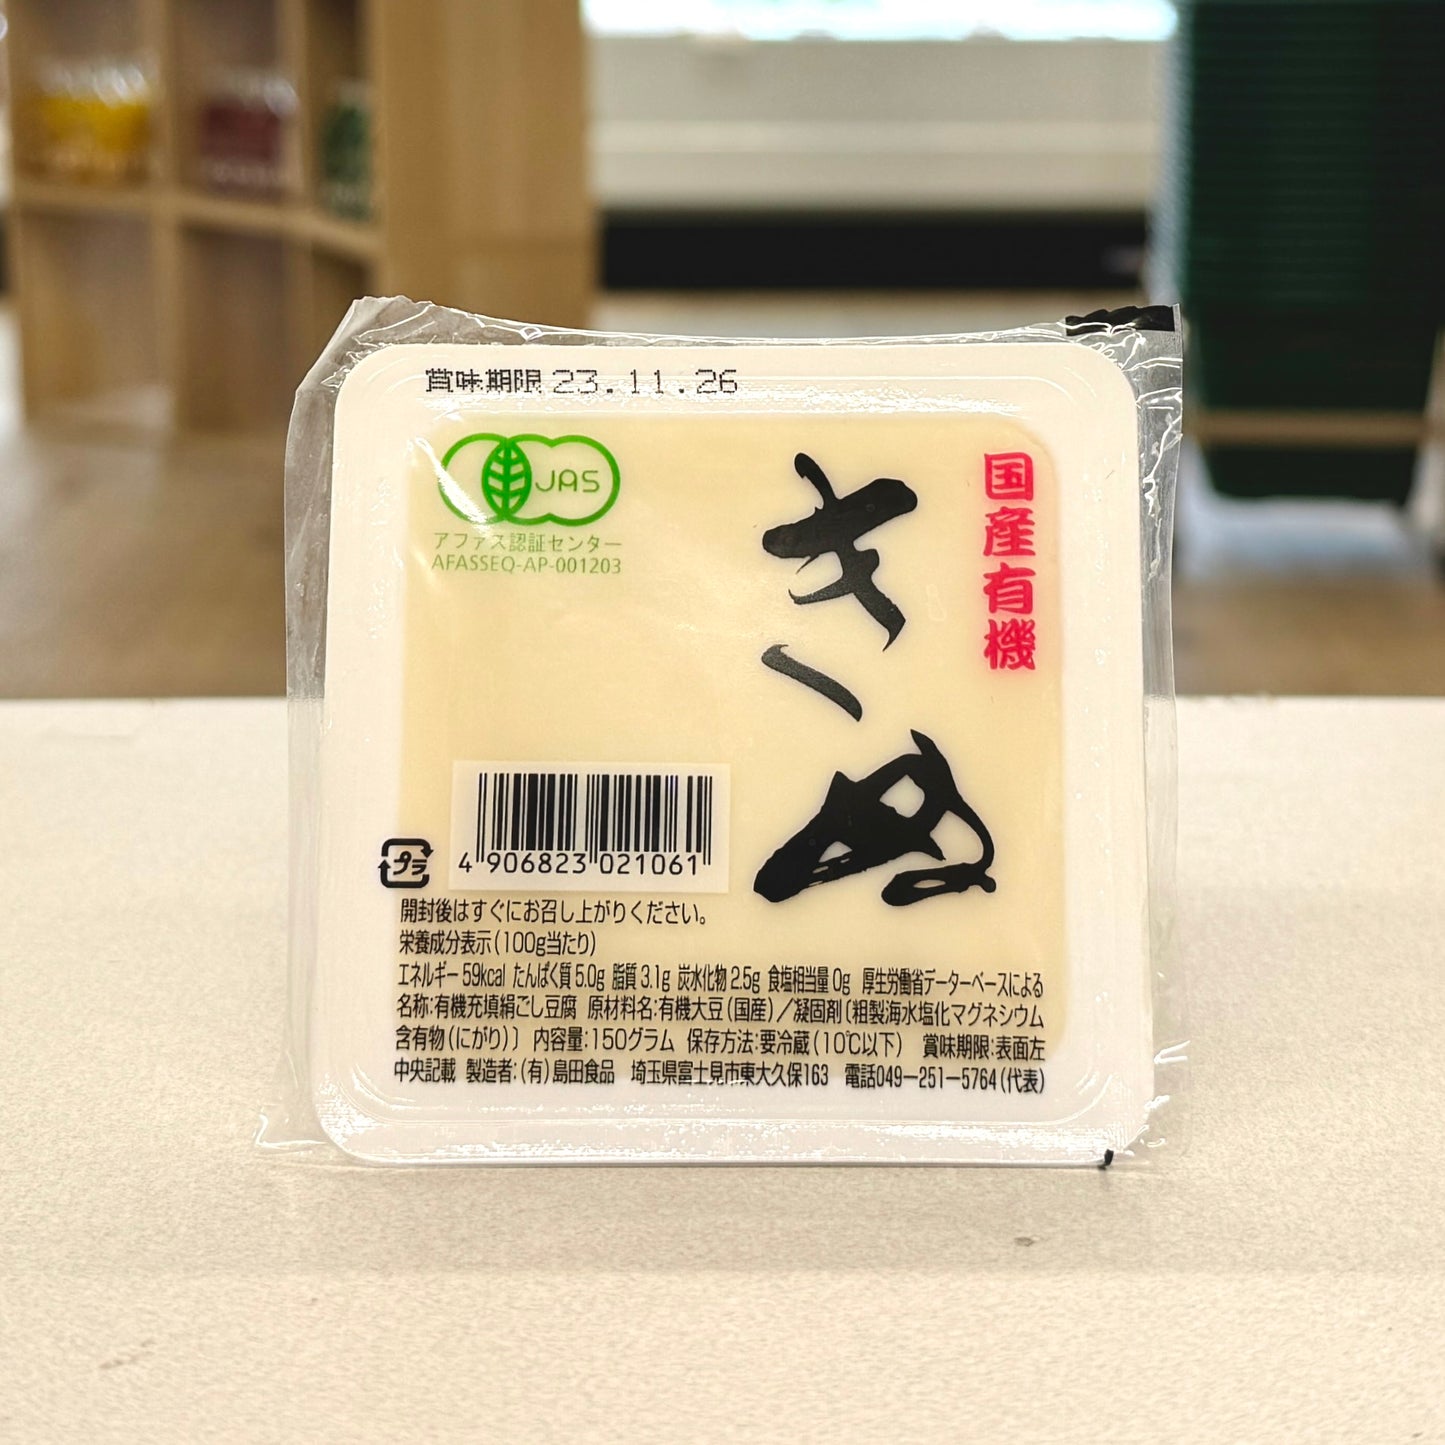 賞味期限 23.11.26
JAS
アファス認証センター
AFASSEQ-AP-001203
国産有機
きぬ
4 906823 021061
プラ
開封後はすぐにお召し上がりください。
栄養成分表示(100g当たり)
エネルギー 59kcal たんぱく質 5.0g 脂質 3.1g 炭水化物 2.5g 食塩相当量 0g 厚生労働省データーベースによる
名称:有機充填絹ごし豆腐 原材料名:有機大豆(国産)／凝固剤〔粗製海水塩化マグネシウム
含有物(にがり)〕 内容量:150グラム 保存方法:要冷蔵(10℃以下) 賞味期限:表面左
中央記載 製造者:(有)島田食品 埼玉県富士見市東大久保163 電話049―251―5764(代表)